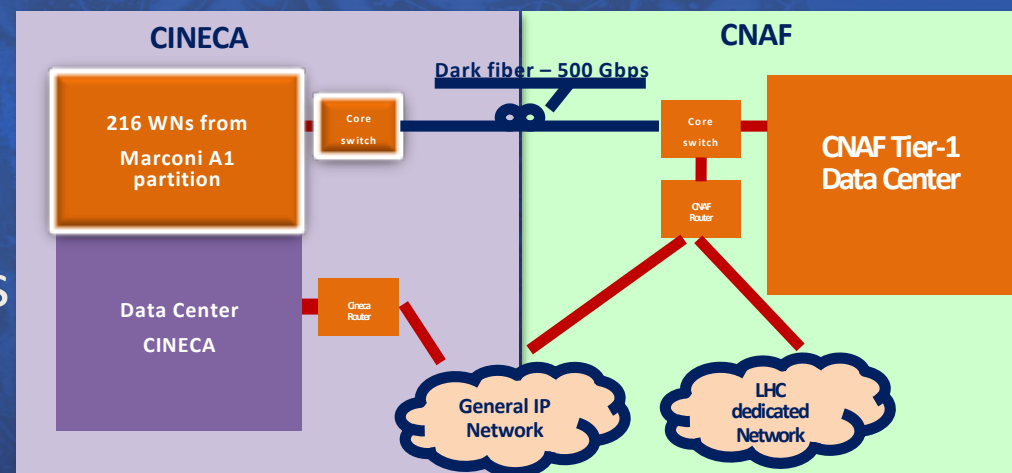 CINECA
CNAF
Dark fiber – 500 Gbps
216 WNs from
Marconi A1
partition
Core
switch
Core
switch
CNAF Tier-1
Data Center
CNAF
Router
s
Data Center
CINECA
Cineca
Router
General IP
Network
LHC
dedicated
Network